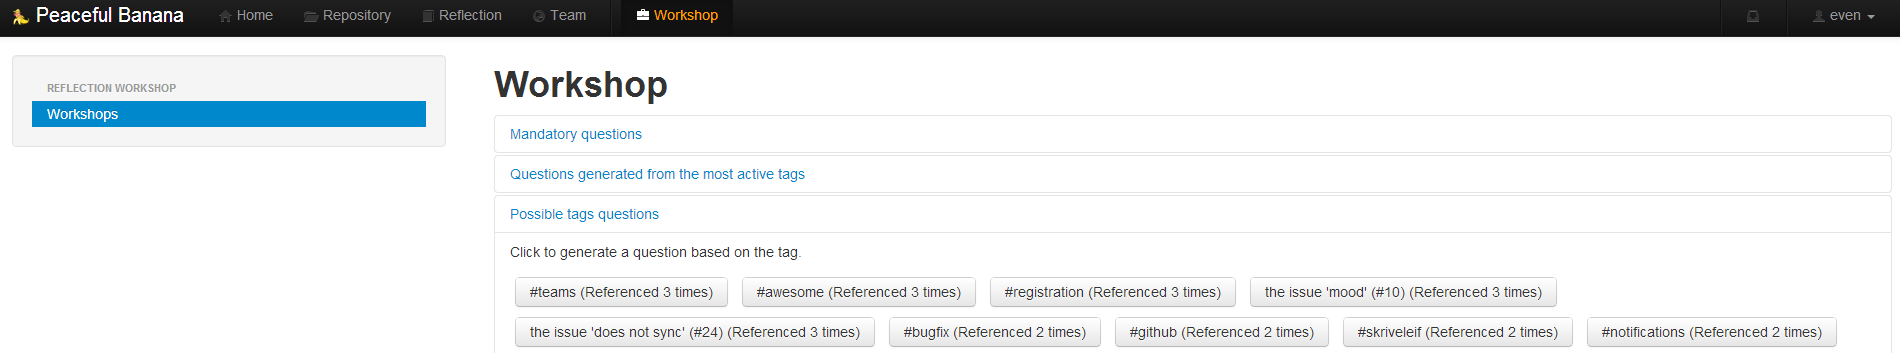 Peaceful Banana Home Repository Reflection Team Workshop even
REFLECTION WORKSHOP
Workshops
Workshop
Mandatory questions
Questions generated from the most active tags
Possible tags questions
Click to generate a question based on the tag.
#teams (Referenced 3 times) #awesome (Referenced 3 times) #registration (Referenced 3 times) the issue 'mood' (#10) (Referenced 3 times)
the issue 'does not sync' (#24) (Referenced 3 times) #bugfix (Referenced 2 times) #github (Referenced 2 times) #skriveleif (Referenced 2 times) #notifications (Referenced 2 times)